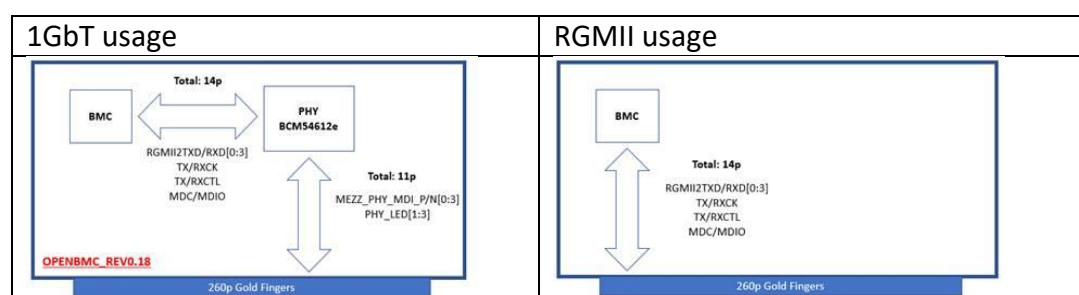 1GbT usage
RGMII usage
Total: 14p
BMC
PHY
BCM54612e
RGMII2TXD/RXD[0:3]
TX/RXCK
TX/RXCTL
MDC/MDIO
Total: 11p
MEZZ_PHY_MDI_P/N[0:3]
PHY_LED[1:3]
OPENBMC_REV0.18
260p Gold Fingers
BMC
Total: 14p
RGMII2TXD/RXD[0:3]
TX/RXCK
TX/RXCTL
MDC/MDIO
260p Gold Fingers